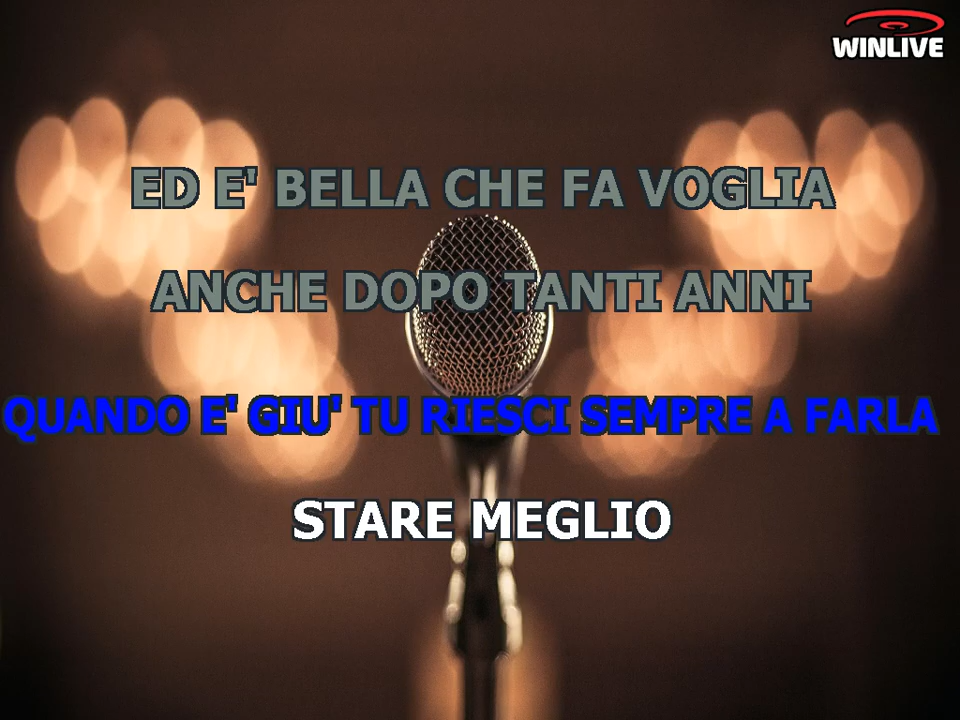 WINLIVE
ED E' BELLA CHE FA VOGLIA
ANCHE DOPO TANTI ANNI
QUANDO E' GIU' TU RIESCI SEMPRE A FARLA
STARE MEGLIO